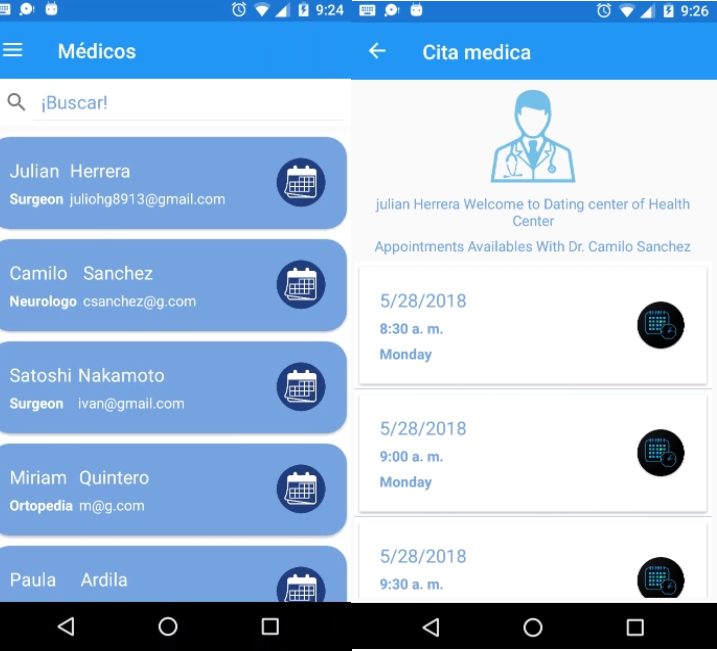 9:24
Médicos
¡Buscar!
Julian Herrera
Surgeon juliohg8913@gmail.com
Camilo Sanchez
Neurologo csanchez@g.com
Satoshi Nakamoto
Surgeon ivan@gmail.com
Miriam Quintero
Ortopedia m@g.com
Paula Ardila
9:26
Cita medica
julian Herrera Welcome to Dating center of Health
Center
Appointments Availables With Dr. Camilo Sanchez
5/28/2018
8:30 a. m.
Monday
5/28/2018
9:00 a. m.
Monday
5/28/2018
9:30 a. m.